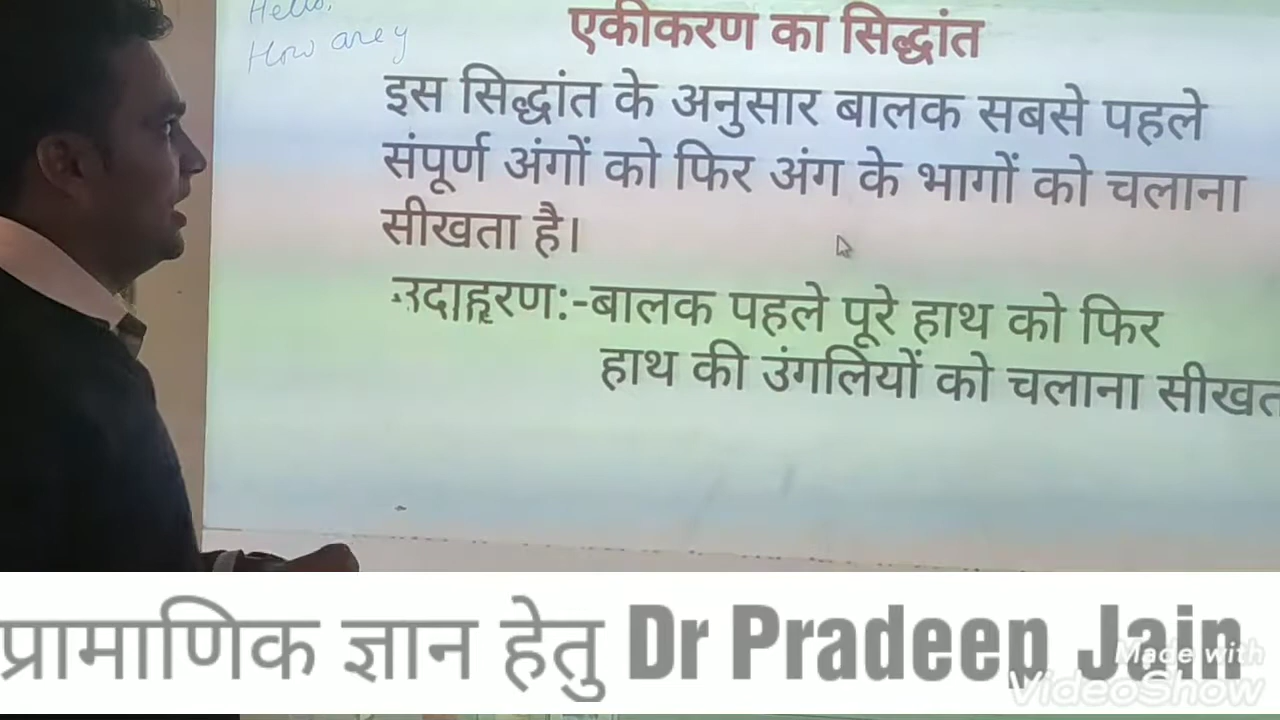 Hello,
How are y
एकीकरण का सिद्धांत
इस सिद्धांत के अनुसार बालक सबसे पहले
संपूर्ण अंगों को फिर अंग के भागों को चलाना
सीखता है।
उदाहरण:-बालक पहले पूरे हाथ को फिर
हाथ की उंगलियों को चलाना सीखत
प्रामाणिक ज्ञान हेतु Dr Pradeep Jain
Made with
VideoShow